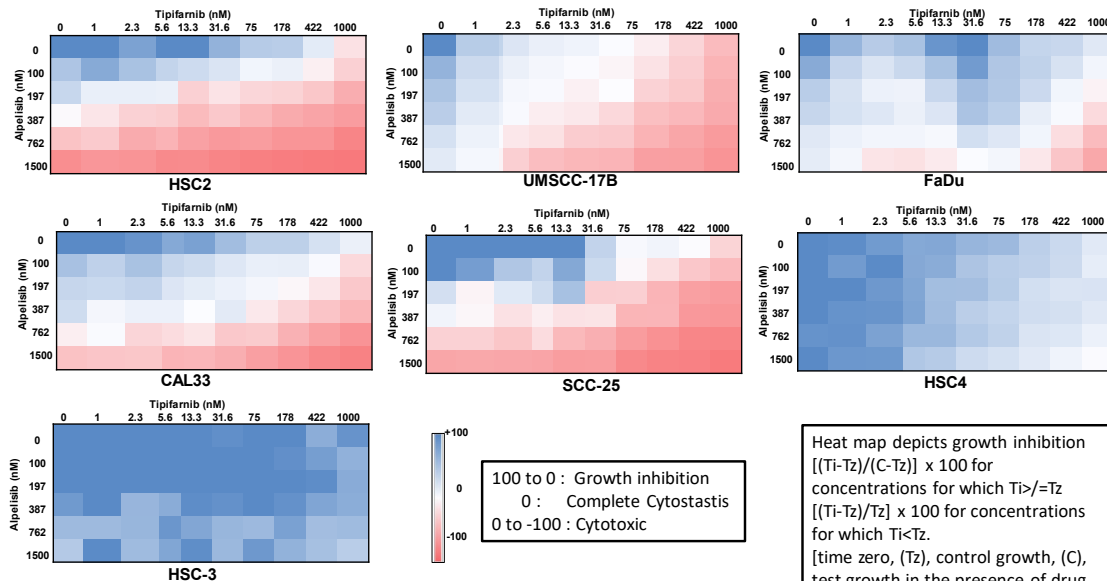 Tipifarnib (nM)
0 1 2.3 5.6 13.3 31.6 75 178 422 1000
Alpelisib (nM)
0
100
197
387
762
1500
HSC2
Tipifarnib (nM)
0 1 2.3 5.6 13.3 31.6 75 178 422 1000
Alpelisib (nM)
0
100
197
387
762
1500
UMSCC-17B
Tipifarnib (nM)
0 1 2.3 5.6 13.3 31.6 75 178 422 1000
Alpelisib (nM)
0
100
197
387
762
1500
FaDu
Tipifarnib (nM)
0 1 2.3 5.6 13.3 31.6 75 178 422 1000
Alpelisib (nM)
0
100
197
387
762
1500
CAL33
Tipifarnib (nM)
0 1 2.3 5.6 13.3 31.6 75 178 422 1000
Alpelisib (nM)
0
100
197
387
762
1500
SCC-25
Tipifarnib (nM)
0 1 2.3 5.6 13.3 31.6 75 178 422 1000
Alpelisib (nM)
0
100
197
387
762
1500
HSC4
Tipifarnib (nM)
0 1 2.3 5.6 13.3 31.6 75 178 422 1000
Alpelisib (nM)
0
100
197
387
762
1500
HSC-3
+100
0
-100
100 to 0 : Growth inhibition
0 : Complete Cytostastis
0 to -100 : Cytotoxic
Heat map depicts growth inhibition
[(Ti-Tz)/(C-Tz)] x 100 for
concentrations for which Ti>/=Tz
[(Ti-Tz)/Tz] x 100 for concentrations
for which Ti<Tz.
[time zero, (Tz), control growth, (C),
test growth in the presence of drug